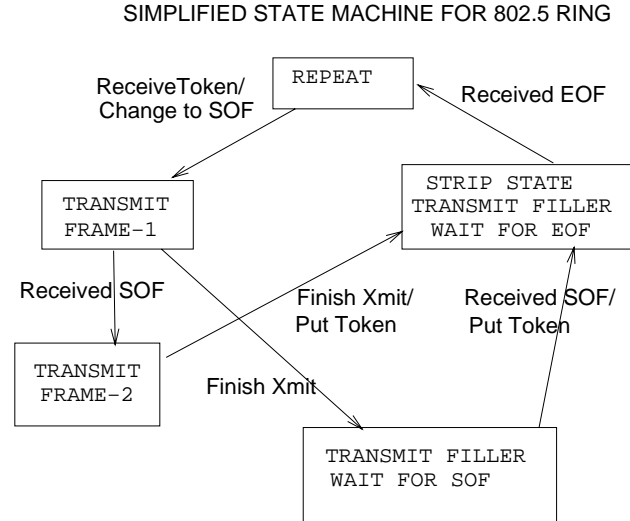 SIMPLIFIED STATE MACHINE FOR 802.5 RING
REPEAT
ReceiveToken/
Change to SOF
Received EOF
TRANSMIT
FRAME-1
STRIP STATE
TRANSMIT FILLER
WAIT FOR EOF
Received SOF
Finish Xmit/
Put Token
Received SOF/
Put Token
TRANSMIT
FRAME-2
Finish Xmit
TRANSMIT FILLER
WAIT FOR SOF